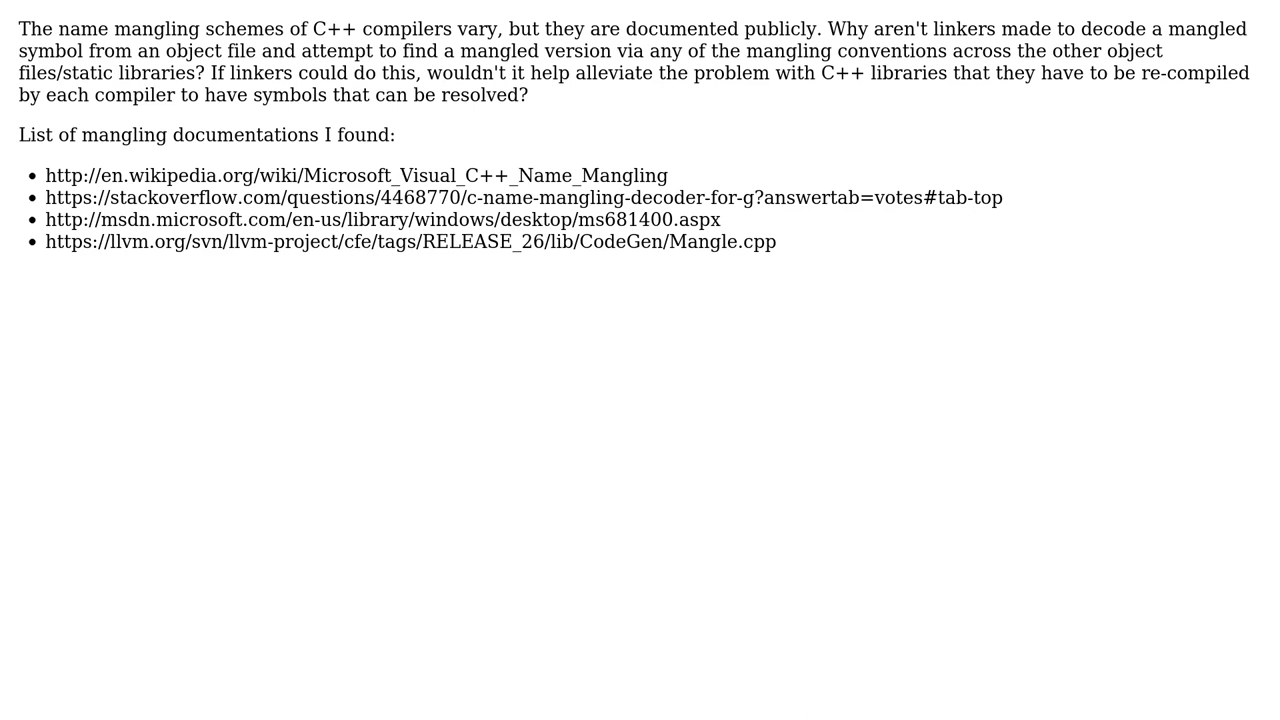 The name mangling schemes of C++ compilers vary, but they are documented publicly. Why aren't linkers made to decode a mangled
symbol from an object file and attempt to find a mangled version via any of the mangling conventions across the other object
files/static libraries? If linkers could do this, wouldn't it help alleviate the problem with C++ libraries that they have to be re-compiled
by each compiler to have symbols that can be resolved?
List of mangling documentations I found:
• http://en.wikipedia.org/wiki/Microsoft_Visual_C++_Name_Mangling
• https://stackoverflow.com/questions/4468770/c-name-mangling-decoder-for-g?answertab=votes#tab-top
• http://msdn.microsoft.com/en-us/library/windows/desktop/ms681400.aspx
• https://llvm.org/svn/llvm-project/cfe/tags/RELEASE_26/lib/CodeGen/Mangle.cpp